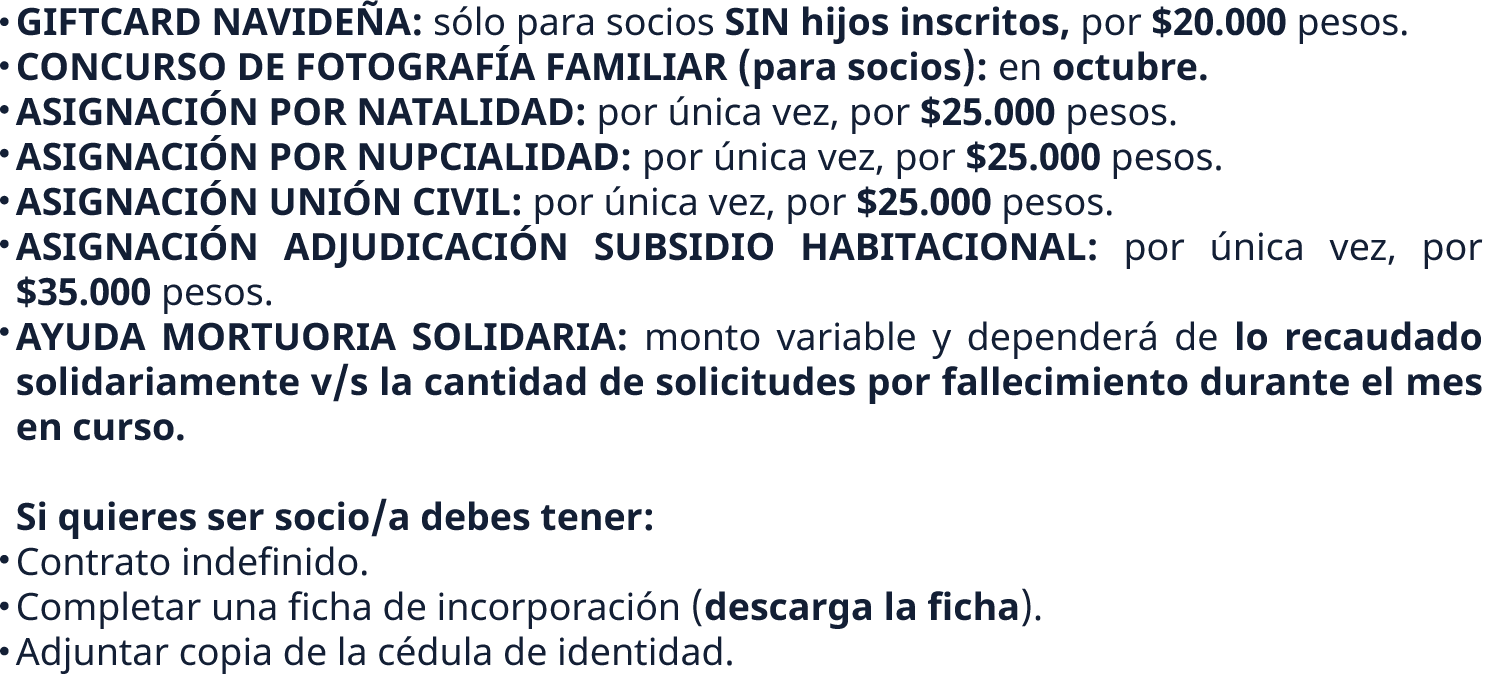 • GIFTCARD NAVIDEÑA: sólo para socios SIN hijos inscritos, por $20.000 pesos.
• CONCURSO DE FOTOGRAFÍA FAMILIAR (para socios): en octubre.
• ASIGNACIÓN POR NATALIDAD: por única vez, por $25.000 pesos.
• ASIGNACIÓN POR NUPCIALIDAD: por única vez, por $25.000 pesos.
• ASIGNACIÓN UNIÓN CIVIL: por única vez, por $25.000 pesos.
• ASIGNACIÓN ADJUDICACIÓN SUBSIDIO HABITACIONAL: por única vez, por
$35.000 pesos.
• AYUDA MORTUORIA SOLIDARIA: monto variable y dependerá de lo recaudado
solidariamente v/s la cantidad de solicitudes por fallecimiento durante el mes
en curso.
Si quieres ser socio/a debes tener:
• Contrato indefinido.
• Completar una ficha de incorporación (descarga la ficha).
• Adjuntar copia de la cédula de identidad.